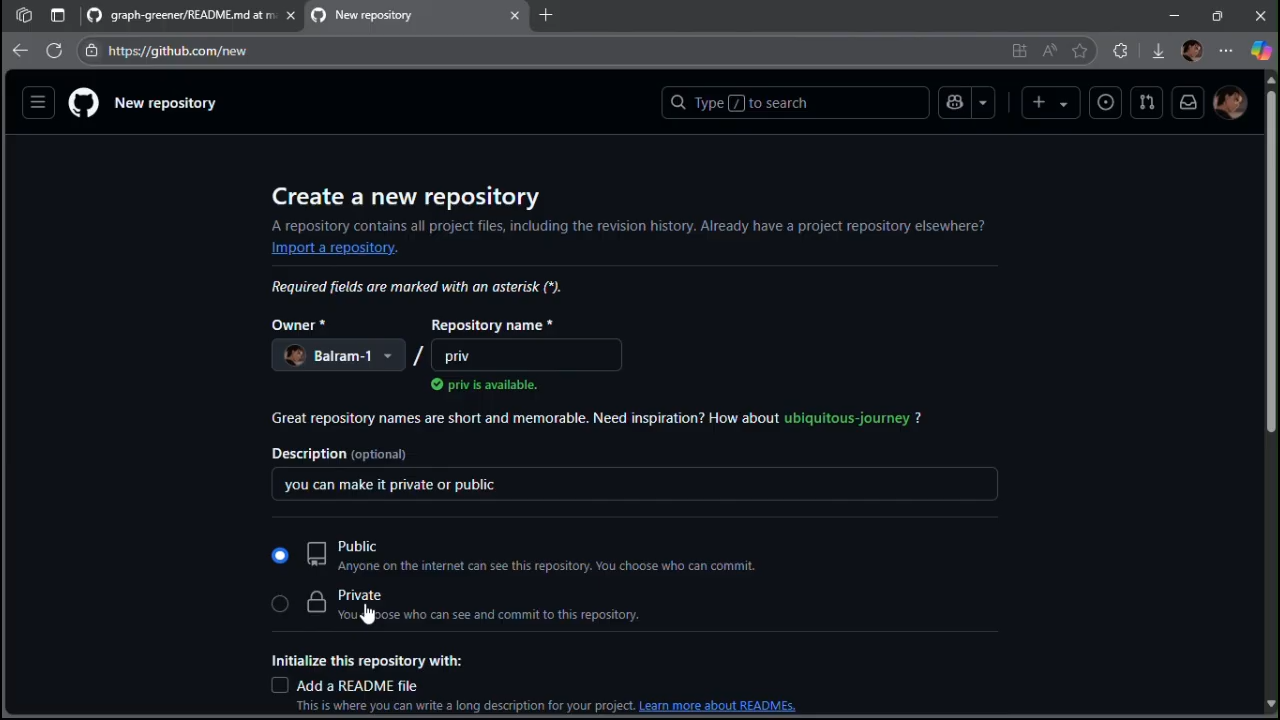 graph-greener/README.md at m
New repository
https://github.com/new
New repository
Type / to search
Create a new repository
A repository contains all project files, including the revision history. Already have a project repository elsewhere?
Import a repository.
Required fields are marked with an asterisk (*).
Owner * Repository name *
Balram-1 / priv
priv is available.
Great repository names are short and memorable. Need inspiration? How about ubiquitous-journey ?
Description (optional)
you can make it private or public
Public
Anyone on the internet can see this repository. You choose who can commit.
Private
You choose who can see and commit to this repository.
Initialize this repository with:
Add a README file
This is where you can write a long description for your project. Learn more about READMEs.